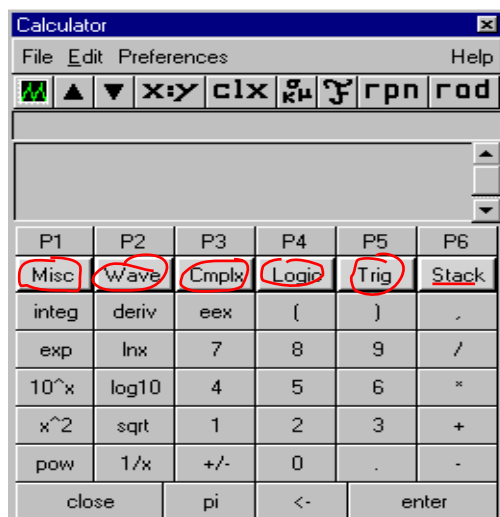 Calculator
File Edit Preferences Help
x:y clx σκμ ℱ rpn rad
P1 P2 P3 P4 P5 P6
Misc Wave Cmplx Logic Trig Stack
integ deriv eex ( ) ,
exp lnx 7 8 9 /
10^x log10 4 5 6 *
x^2 sqrt 1 2 3 +
pow 1/x +/- 0 . -
close pi <- enter